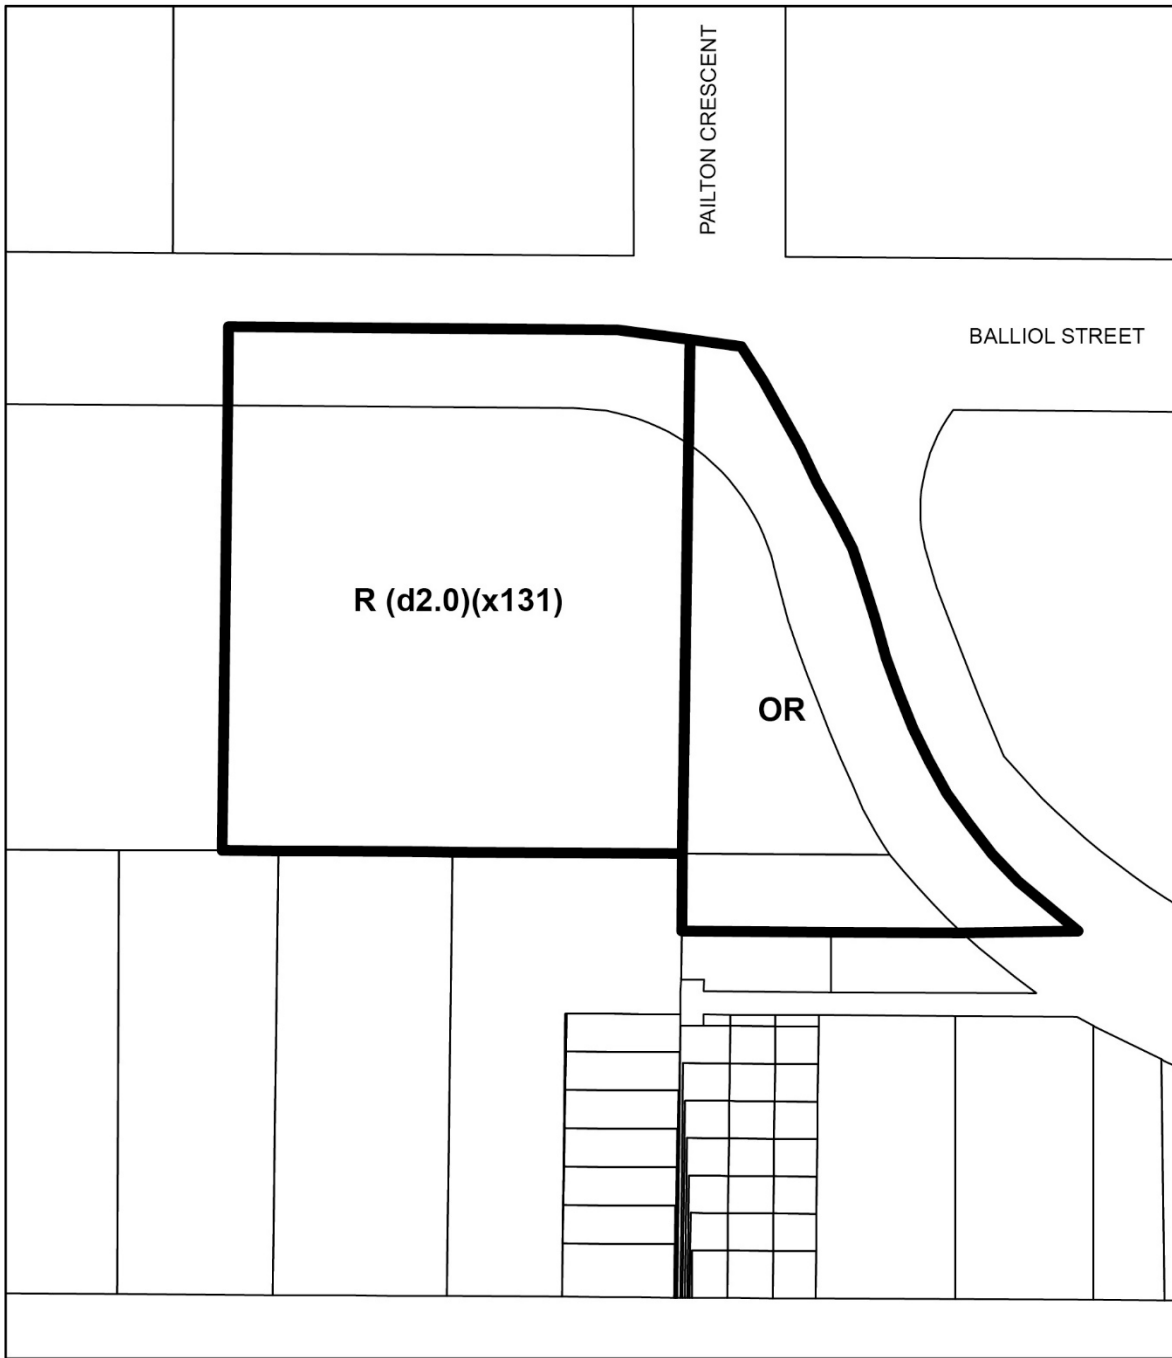 PAILTON CRESCENT
BALLIOL STREET
R (d2.0)(x131)
OR